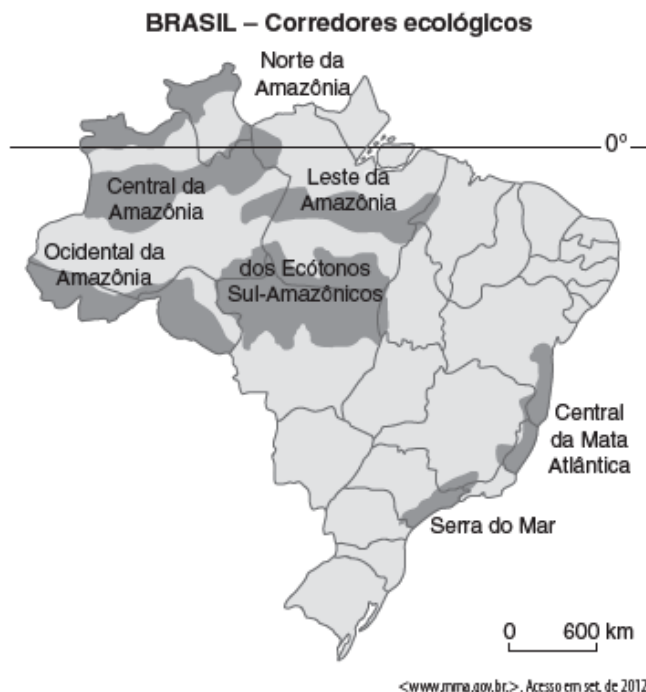 BRASIL – Corredores ecológicos
Norte da
Amazônia
0º
Central da
Amazônia
Leste da
Amazônia
Ocidental da
Amazônia
dos Ecótonos
Sul-Amazônicos
Central
da Mata
Atlântica
Serra do Mar
0 600 km
<www.mma.gov.br.>. Acesso em set. de 2012